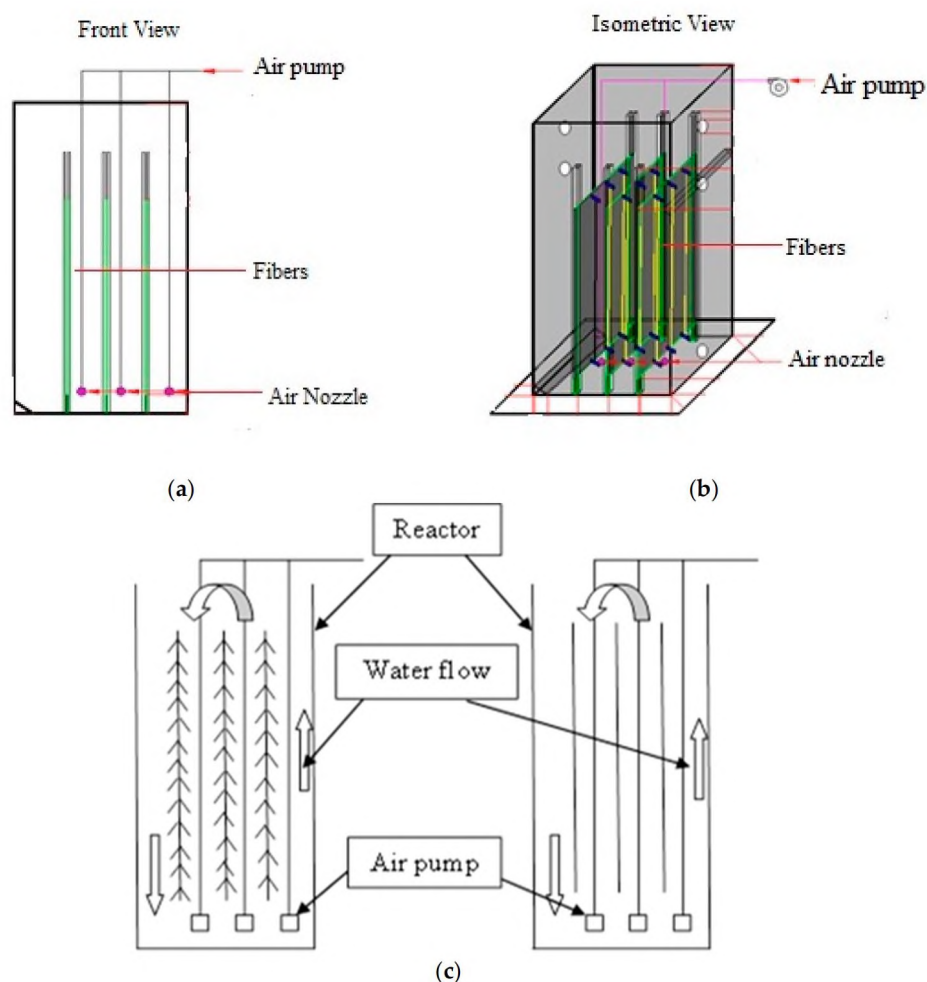 Front View
Air pump
Fibers
Air Nozzle
(a)
Isometric View
Air pump
Fibers
Air nozzle
(b)
Reactor
Water flow
Air pump
(c)